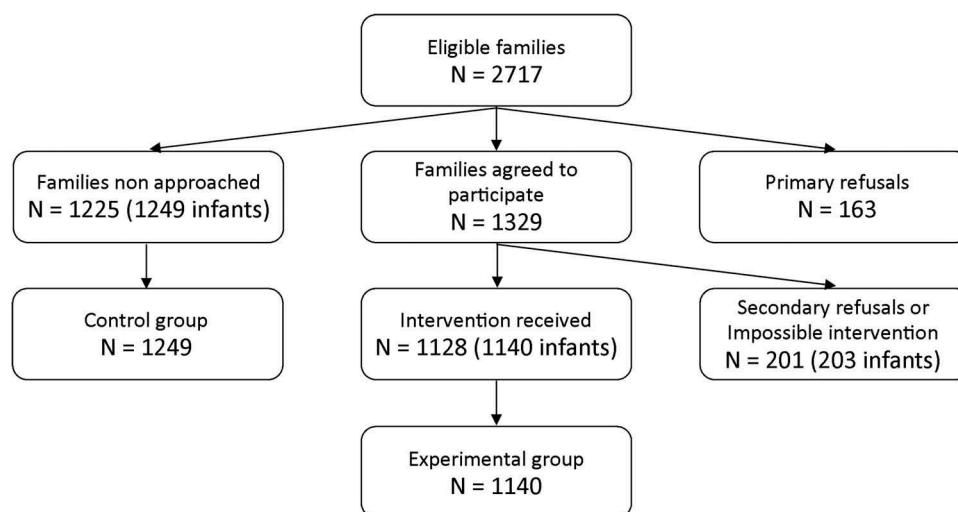 Eligible families
N = 2717
Families non approached
N = 1225 (1249 infants)
Families agreed to
participate
N = 1329
Primary refusals
N = 163
Control group
N = 1249
Intervention received
N = 1128 (1140 infants)
Secondary refusals or
Impossible intervention
N = 201 (203 infants)
Experimental group
N = 1140